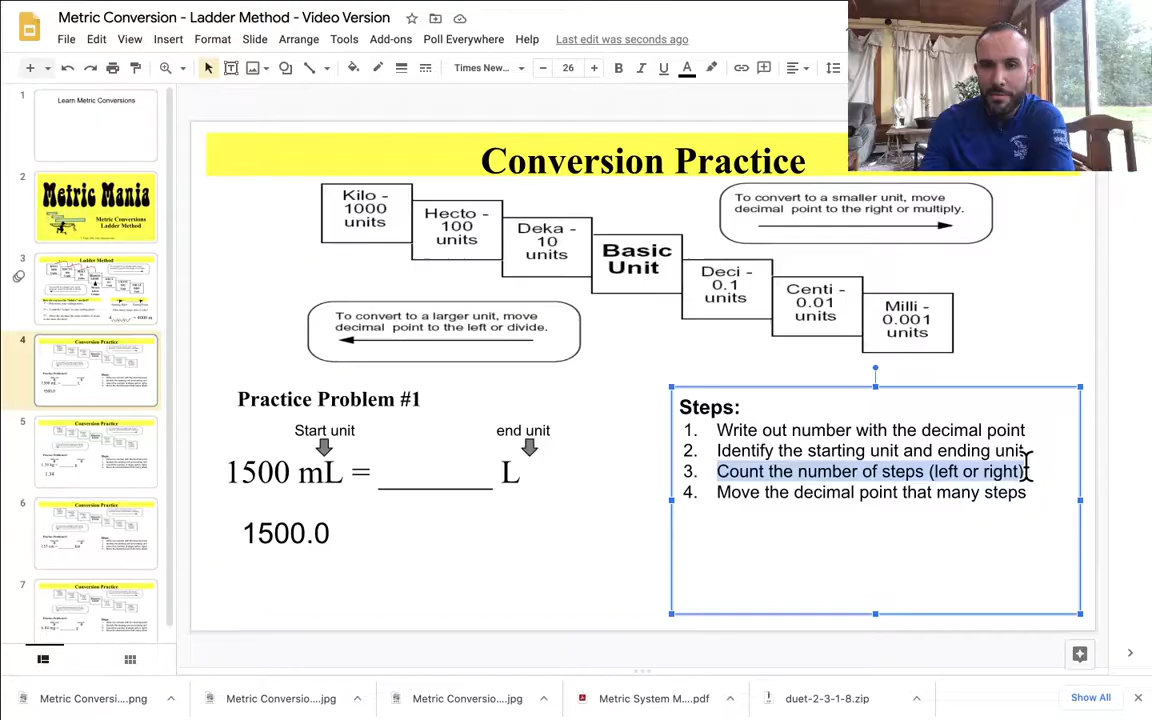 Metric Conversion - Ladder Method - Video Version
File Edit View Insert Format Slide Arrange Tools Add-ons Poll Everywhere Help Last edit was seconds ago
Times New... 26 B I U A
1
Learn Metric Conversions
2
Metric Mania
Metric Conversions
Ladder Method
3
Ladder Method
4
Conversion Practice
5
Conversion Practice
6
Conversion Practice
7
Conversion Practice
Conversion Practice
Kilo -
1000
units
Hecto -
100
units
Deka -
10
units
Basic
Unit
Deci -
0.1
units
Centi -
0.01
units
Milli -
0.001
units
To convert to a smaller unit, move
decimal point to the right or multiply.
To convert to a larger unit, move
decimal point to the left or divide.
Practice Problem #1
Start unit end unit
1500 mL = ________ L
1500.0
Steps:
1. Write out number with the decimal point
2. Identify the starting unit and ending unit
3. Count the number of steps (left or right)
4. Move the decimal point that many steps
Metric Conversi....png
Metric Conversio....jpg
Metric Conversio....jpg
Metric System M....pdf
duet-2-3-1-8.zip
Show All